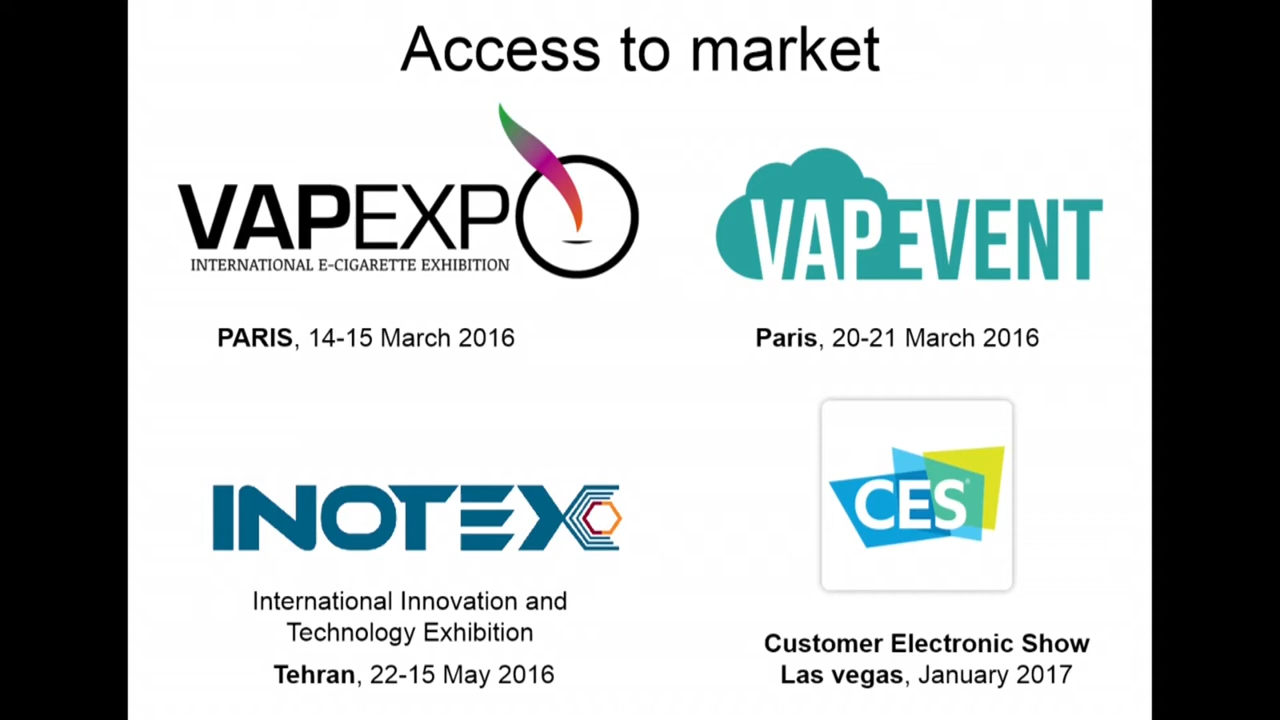 Access to market
VAPEXPO
INTERNATIONAL E-CIGARETTE EXHIBITION
VAPEVENT
PARIS, 14-15 March 2016
Paris, 20-21 March 2016
INOTEX
CES
International Innovation and
Technology Exhibition
Tehran, 22-15 May 2016
Customer Electronic Show
Las vegas, January 2017